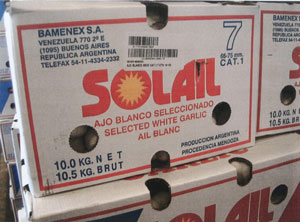 BAMENEX S.A.
VENEZUELA 770 2º E
(1095) BUENOS AIRES
REPUBLICA ARGENTINA
TELEFAX 54-11-4334-2332
7
CAT. 1
SOLAIL
AJO BLANCO SELECCIONADO
SELECTED WHITE GARLIC
AIL BLANC
PRODUCCION ARGENTINA
PROCEDENCIA MENDOZA
10.0 KG. NET
10.5 KG. BRUT